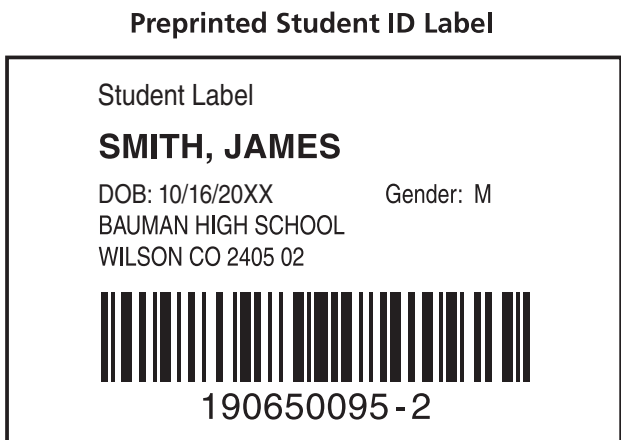 Preprinted Student ID Label
Student Label
SMITH, JAMES
DOB: 10/16/20XX Gender: M
BAUMAN HIGH SCHOOL
WILSON CO 2405 02
190650095-2